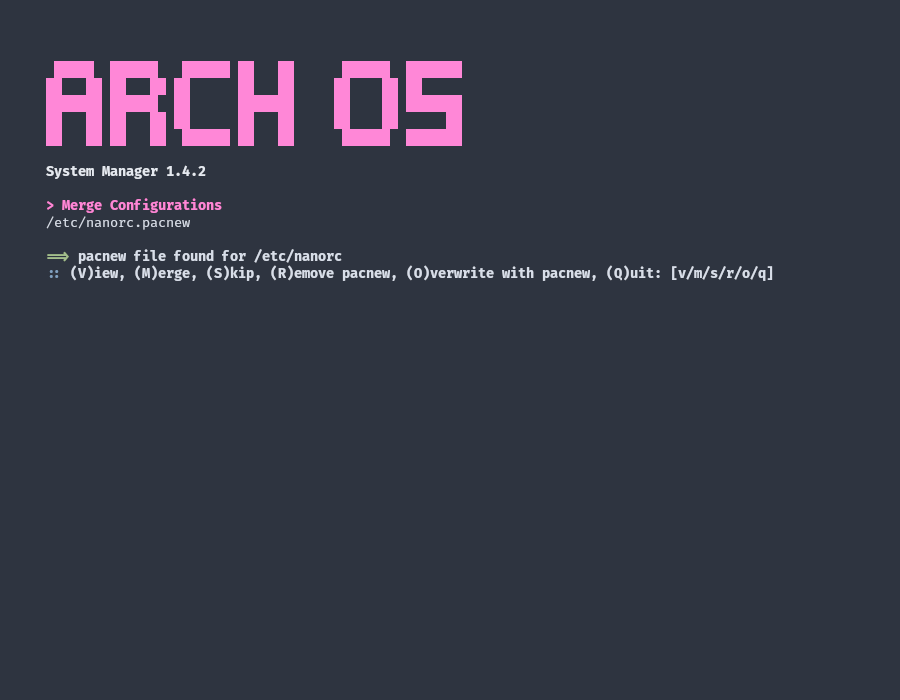 ARCH OS
System Manager 1.4.2
> Merge Configurations
/etc/nanorc.pacnew
==> pacnew file found for /etc/nanorc
:: (V)iew, (M)erge, (S)kip, (R)emove pacnew, (O)verwrite with pacnew, (Q)uit: [v/m/s/r/o/q]